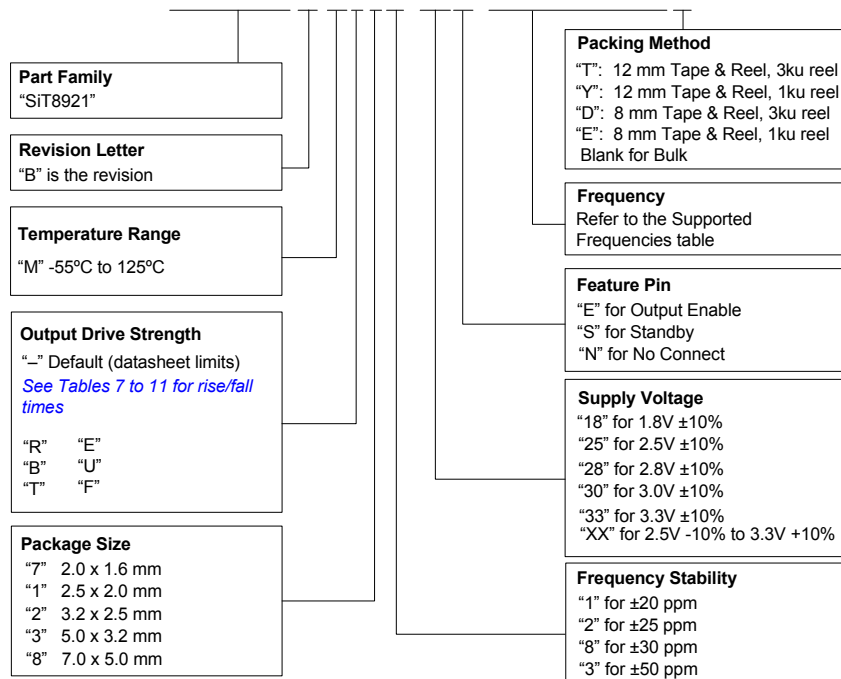 Part Family
“SiT8921”
Revision Letter
“B” is the revision
Temperature Range
“M” -55ºC to 125ºC
Output Drive Strength
“–” Default (datasheet limits)
See Tables 7 to 11 for rise/fall
times
“R” “E”
“B” “U”
“T” “F”
Package Size
“7” 2.0 x 1.6 mm
“1” 2.5 x 2.0 mm
“2” 3.2 x 2.5 mm
“3” 5.0 x 3.2 mm
“8” 7.0 x 5.0 mm
Packing Method
“T”: 12 mm Tape & Reel, 3ku reel
“Y”: 12 mm Tape & Reel, 1ku reel
“D”: 8 mm Tape & Reel, 3ku reel
“E”: 8 mm Tape & Reel, 1ku reel
Blank for Bulk
Frequency
Refer to the Supported
Frequencies table
Feature Pin
“E” for Output Enable
“S” for Standby
“N” for No Connect
Supply Voltage
“18” for 1.8V ±10%
“25” for 2.5V ±10%
“28” for 2.8V ±10%
“30” for 3.0V ±10%
“33” for 3.3V ±10%
“XX” for 2.5V -10% to 3.3V +10%
Frequency Stability
“1” for ±20 ppm
“2” for ±25 ppm
“8” for ±30 ppm
“3” for ±50 ppm